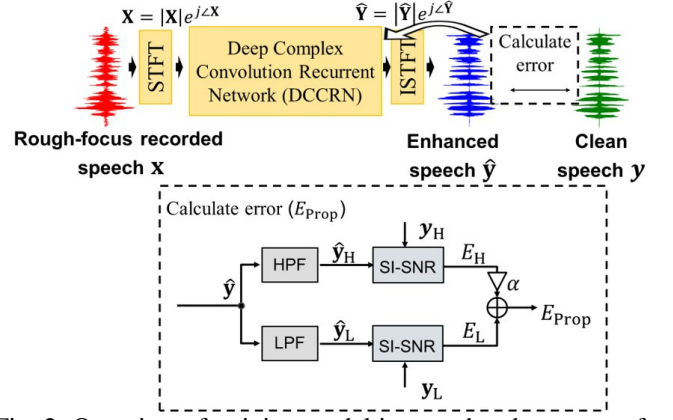 𝐗 = |𝐗|e^{j∠𝐗}
Ŷ = |Ŷ|e^{j∠Ŷ}
STFT
Deep Complex
Convolution Recurrent
Network (DCCRN)
ISTFT
Calculate
error
Rough-focus recorded
speech 𝐱
Enhanced
speech ŷ
Clean
speech y
Calculate error (E_Prop)
y_H
HPF
ŷ_H
SI-SNR
E_H
α
ŷ
E_Prop
LPF
ŷ_L
SI-SNR
E_L
y_L